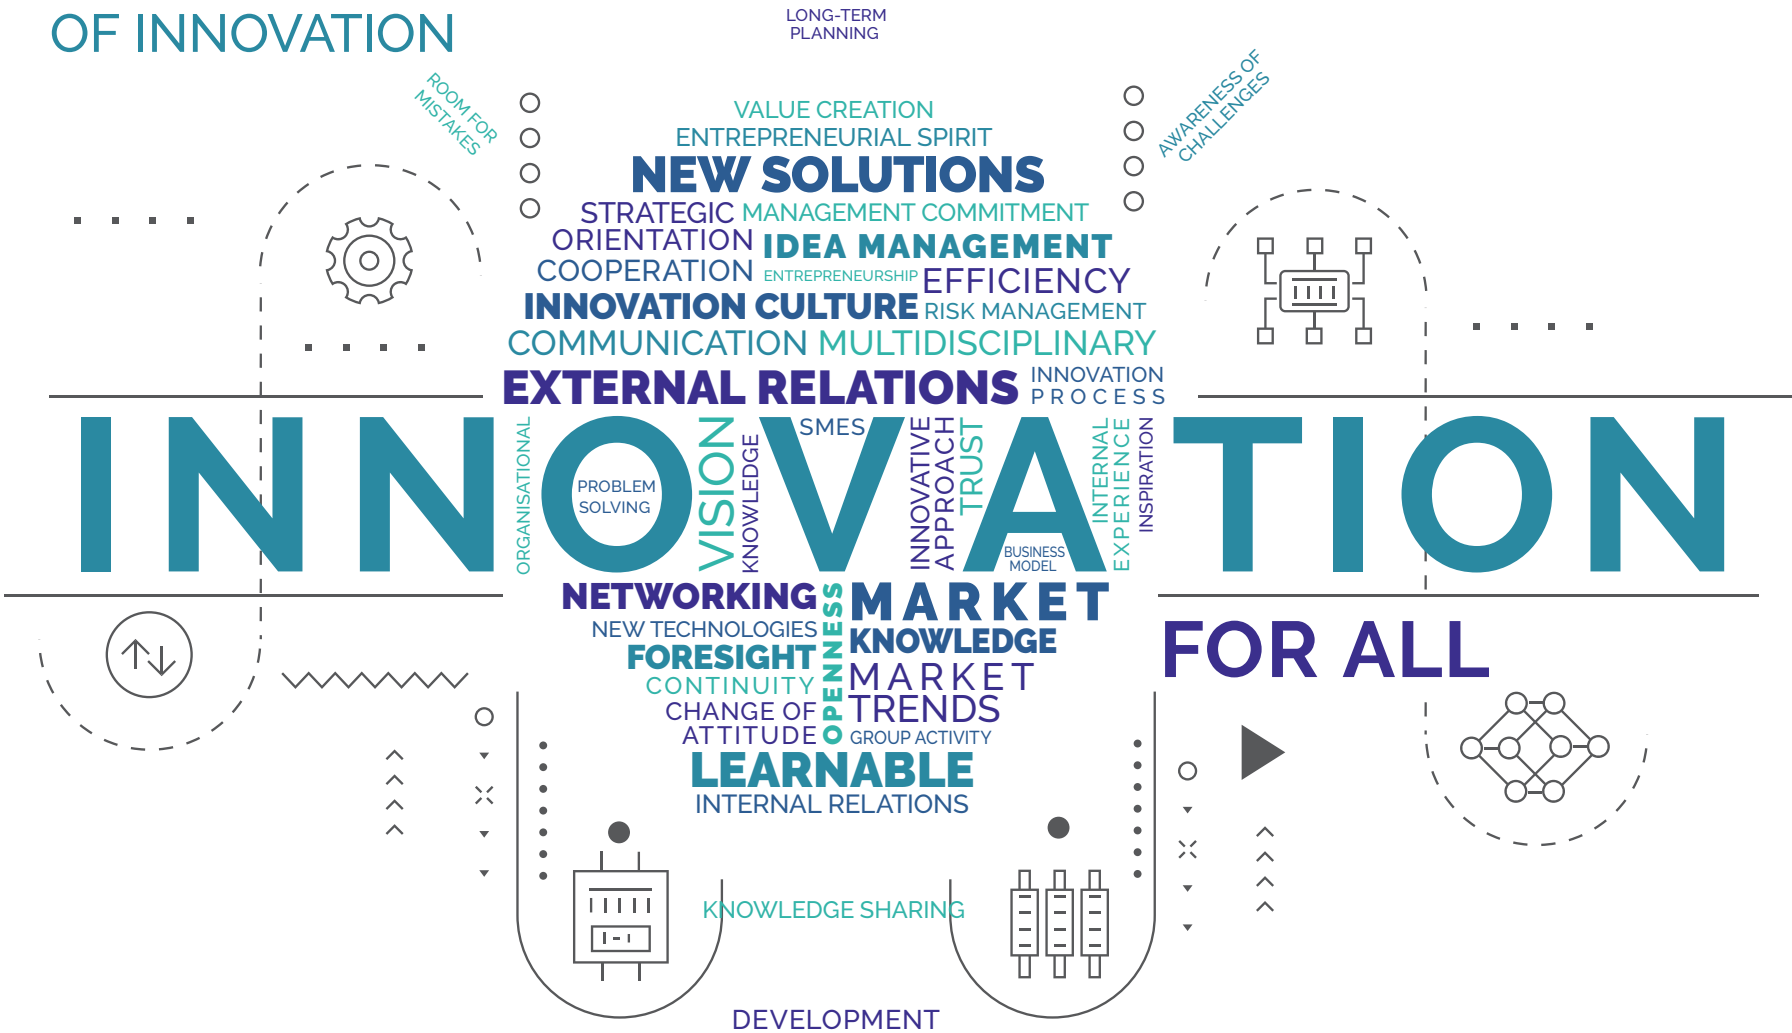 OF INNOVATION
LONG-TERM
PLANNING
ROOM FOR
MISTAKES
AWARENESS OF
CHALLENGES
VALUE CREATION
ENTREPRENEURIAL SPIRIT
NEW SOLUTIONS
STRATEGIC
ORIENTATION
MANAGEMENT COMMITMENT
IDEA MANAGEMENT
COOPERATION
ENTREPRENEURSHIP
EFFICIENCY
INNOVATION CULTURE
RISK MANAGEMENT
COMMUNICATION
MULTIDISCIPLINARY
EXTERNAL RELATIONS
INNOVATION
PROCESS
INNOVATION
ORGANISATIONAL
PROBLEM
SOLVING
VISION
KNOWLEDGE
SMES
INNOVATIVE
APPROACH
TRUST
BUSINESS
MODEL
INTERNAL
EXPERIENCE
INSPIRATION
NETWORKING
NEW TECHNOLOGIES
FORESIGHT
CONTINUITY
CHANGE OF
ATTITUDE
OPENNESS
MARKET
KNOWLEDGE
MARKET
TRENDS
GROUP ACTIVITY
FOR ALL
LEARNABLE
INTERNAL RELATIONS
KNOWLEDGE SHARING
DEVELOPMENT